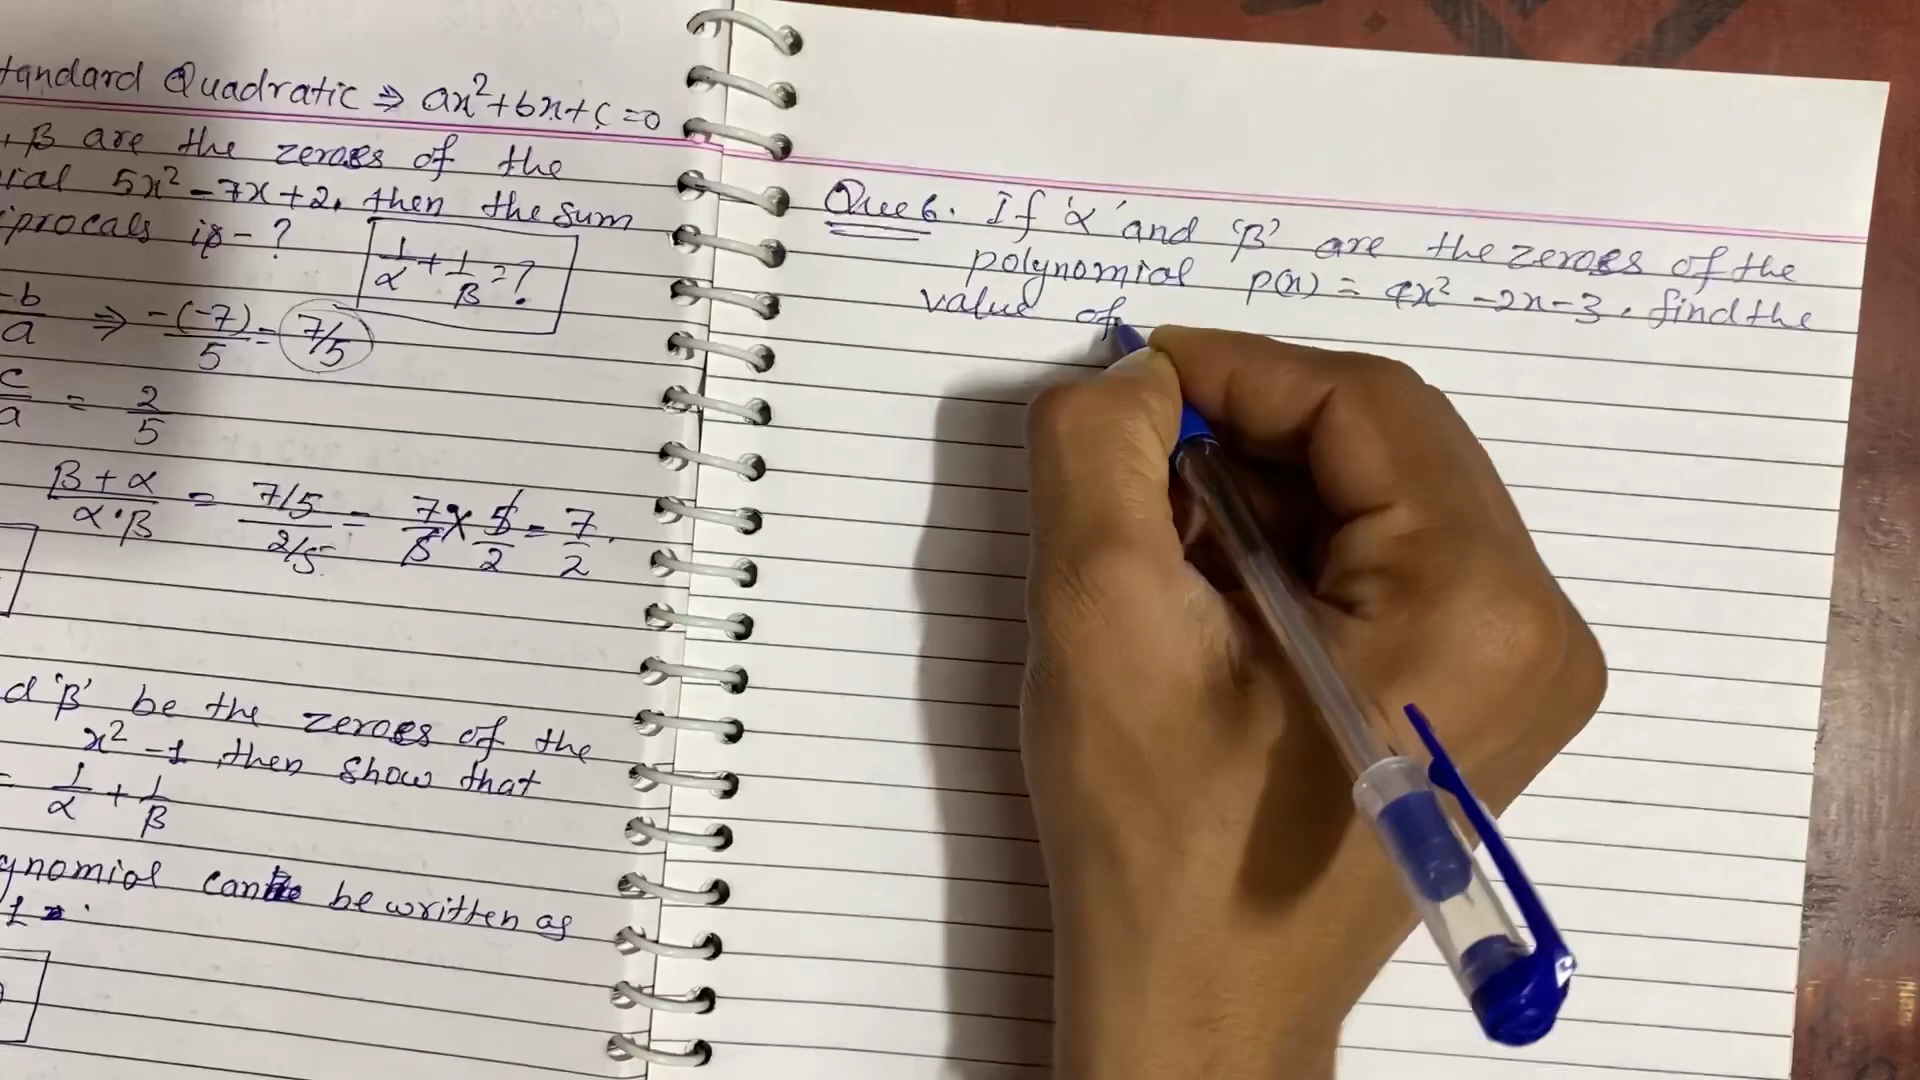 tandard Quadratic ⇒ ax²+bx+c=0
, β are the zeroes of the
ial 5x²-7x+2, then the sum
iprocals is - ?
1/α + 1/β = ?
-b/a ⇒ -(-7)/5 = 7/5
c/a = 2/5
β+α/α·β = 7/5/2/5 = 7/5 × 5/2 = 7/2.
d 'β' be the zeroes of the
x²-1, then show that
= 1/α + 1/β
ynomial can be written as
1
Que 6. If 'α' and 'β' are the zeroes of the
polynomial p(x) = 4x² -2x-3. find the
value of